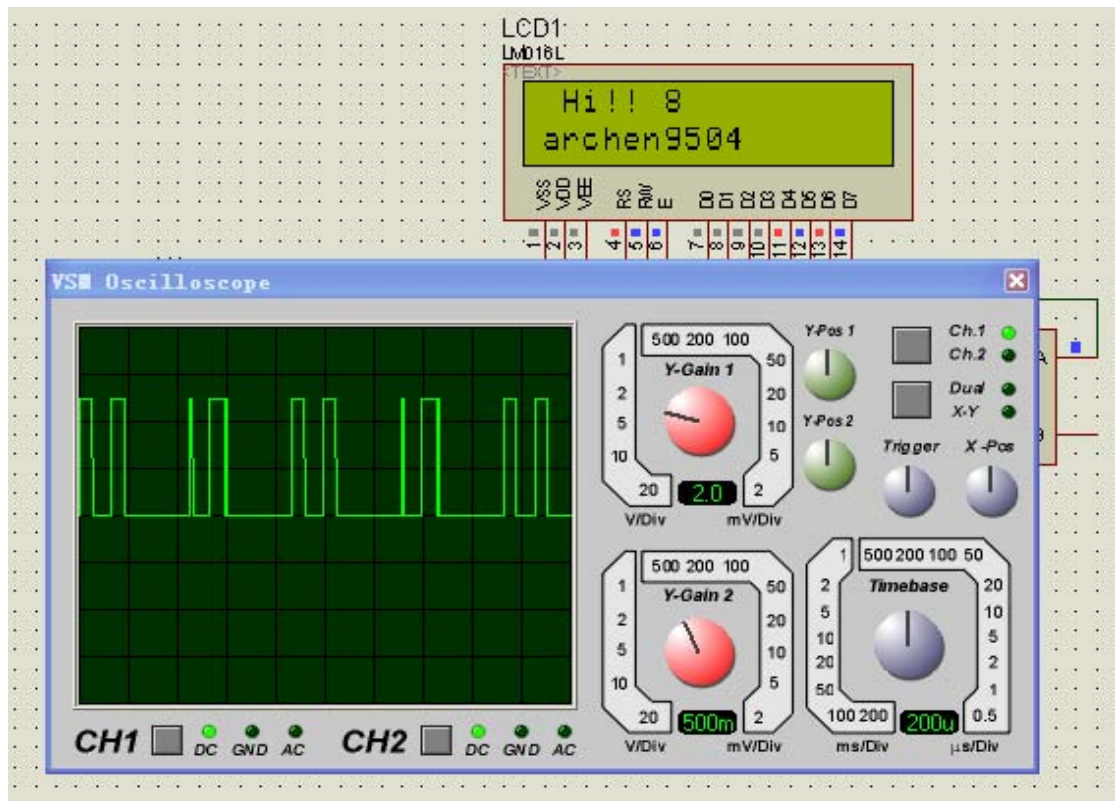 LCD1
LM016L
<TEXT>
Hi!! 8
archen9504
VSS VDD VEE RS RW E D0 D1 D2 D3 D4 D5 D6 D7
1 2 3 4 5 6 7 8 9 10 11 12 13 14
VSM Oscilloscope
500 200 100
1 50
2 20
5 10
10 5
20 2
Y-Gain 1
2.0
V/Div mV/Div
Y-Pos 1
Y-Pos 2
Ch.1
Ch.2
Dual
X-Y
Trigger X-Pos
A
B
500 200 100
1 50
2 20
5 10
10 5
20 2
Y-Gain 2
500m
V/Div mV/Div
1 500 200 100 50
2 20
5 10
10 5
20 2
50 1
100 200 0.5
Timebase
200u
ms/Div µs/Div
CH1 DC GND AC CH2 DC GND AC